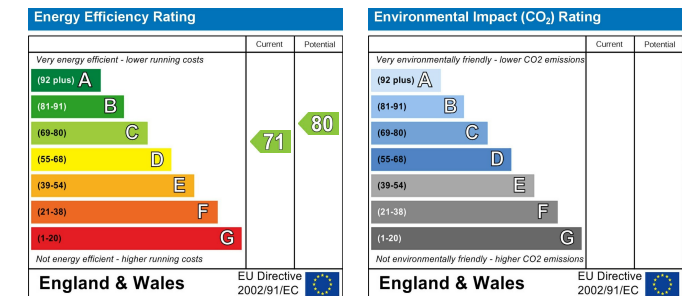 Energy Efficiency Rating
Current Potential
Very energy efficient - lower running costs
(92 plus) A
(81-91) B
(69-80) C
(55-68) D
(39-54) E
(21-38) F
(1-20) G
71
80
Not energy efficient - higher running costs
England & Wales
EU Directive
2002/91/EC
Environmental Impact (CO₂) Rating
Current Potential
Very environmentally friendly - lower CO2 emissions
(92 plus) A
(81-91) B
(69-80) C
(55-68) D
(39-54) E
(21-38) F
(1-20) G
Not environmentally friendly - higher CO2 emissions
England & Wales
EU Directive
2002/91/EC